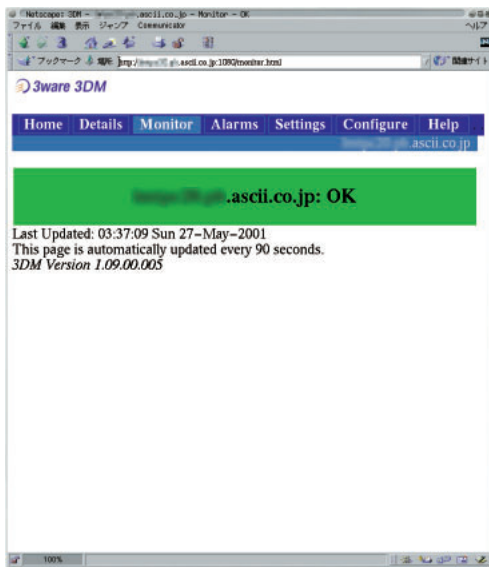 Netscape: 3DM - .ascii.co.jp - Monitor - OK
ファイル 編集 表示 ジャンプ Communicator ヘルプ
ブックマーク 場所: http:// .ascii.co.jp:1080/monitor.html 関連サイト
3ware 3DM
Home Details Monitor Alarms Settings Configure Help
.ascii.co.jp
.ascii.co.jp: OK
Last Updated: 03:37:09 Sun 27-May-2001
This page is automatically updated every 90 seconds.
3DM Version 1.09.00.005
100%